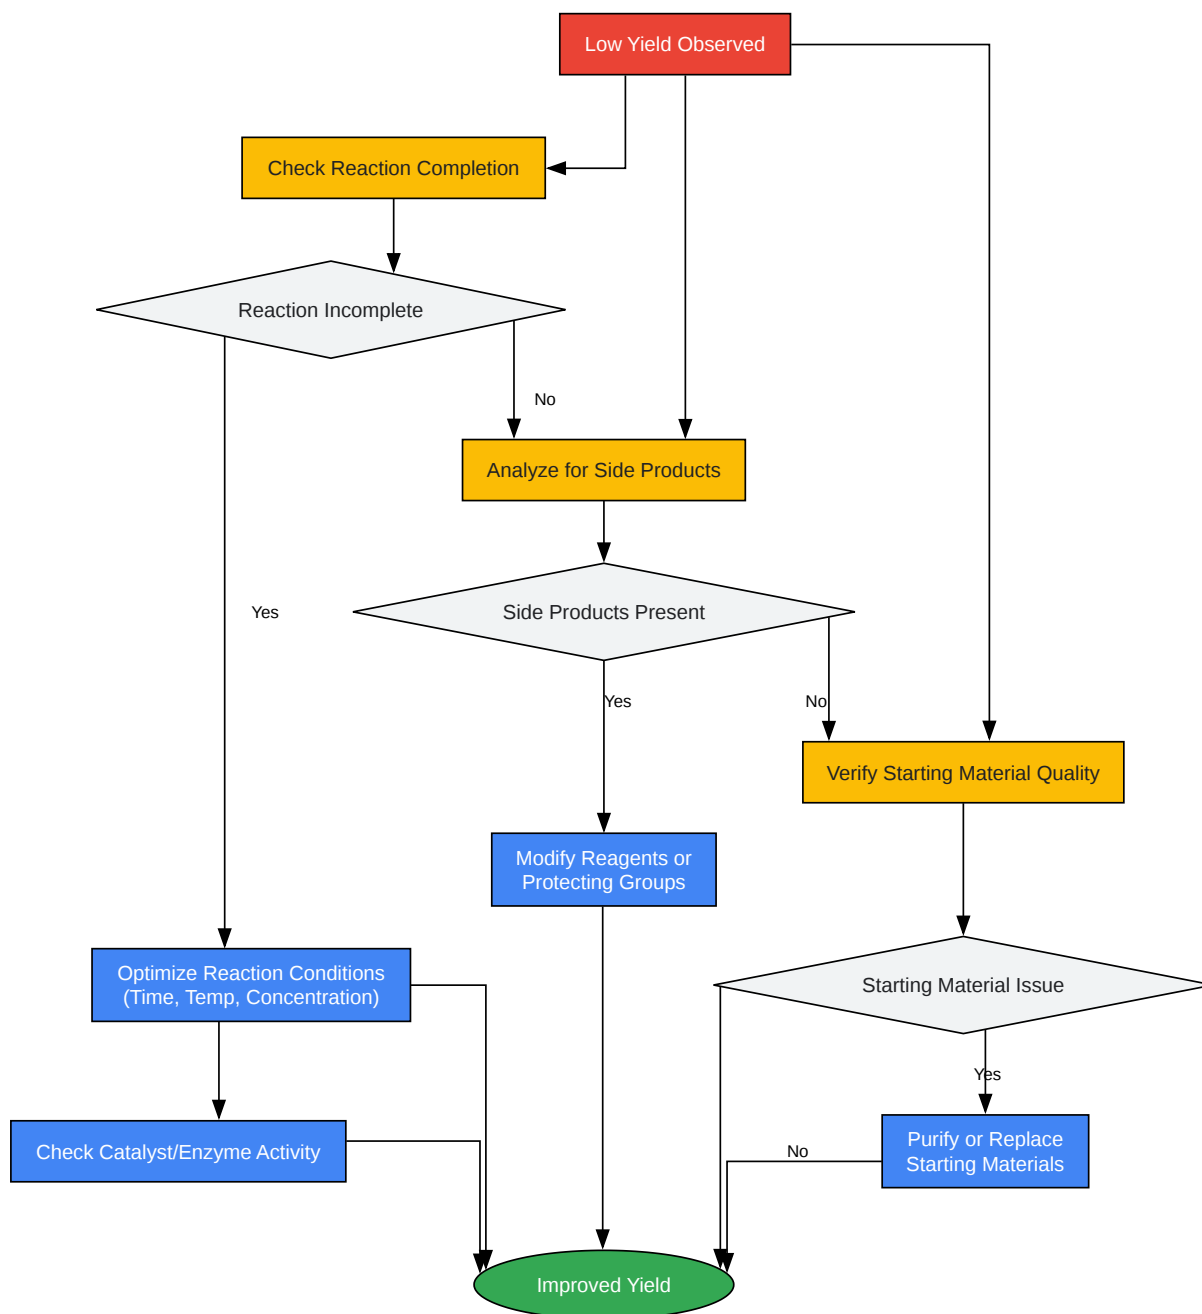 Low Yield Observed
Check Reaction Completion
Reaction Incomplete
No
Analyze for Side Products
Yes
Side Products Present
Yes
No
Verify Starting Material Quality
Modify Reagents or
Protecting Groups
Optimize Reaction Conditions
(Time, Temp, Concentration)
Starting Material Issue
Yes
Check Catalyst/Enzyme Activity
No
Purify or Replace
Starting Materials
Improved Yield